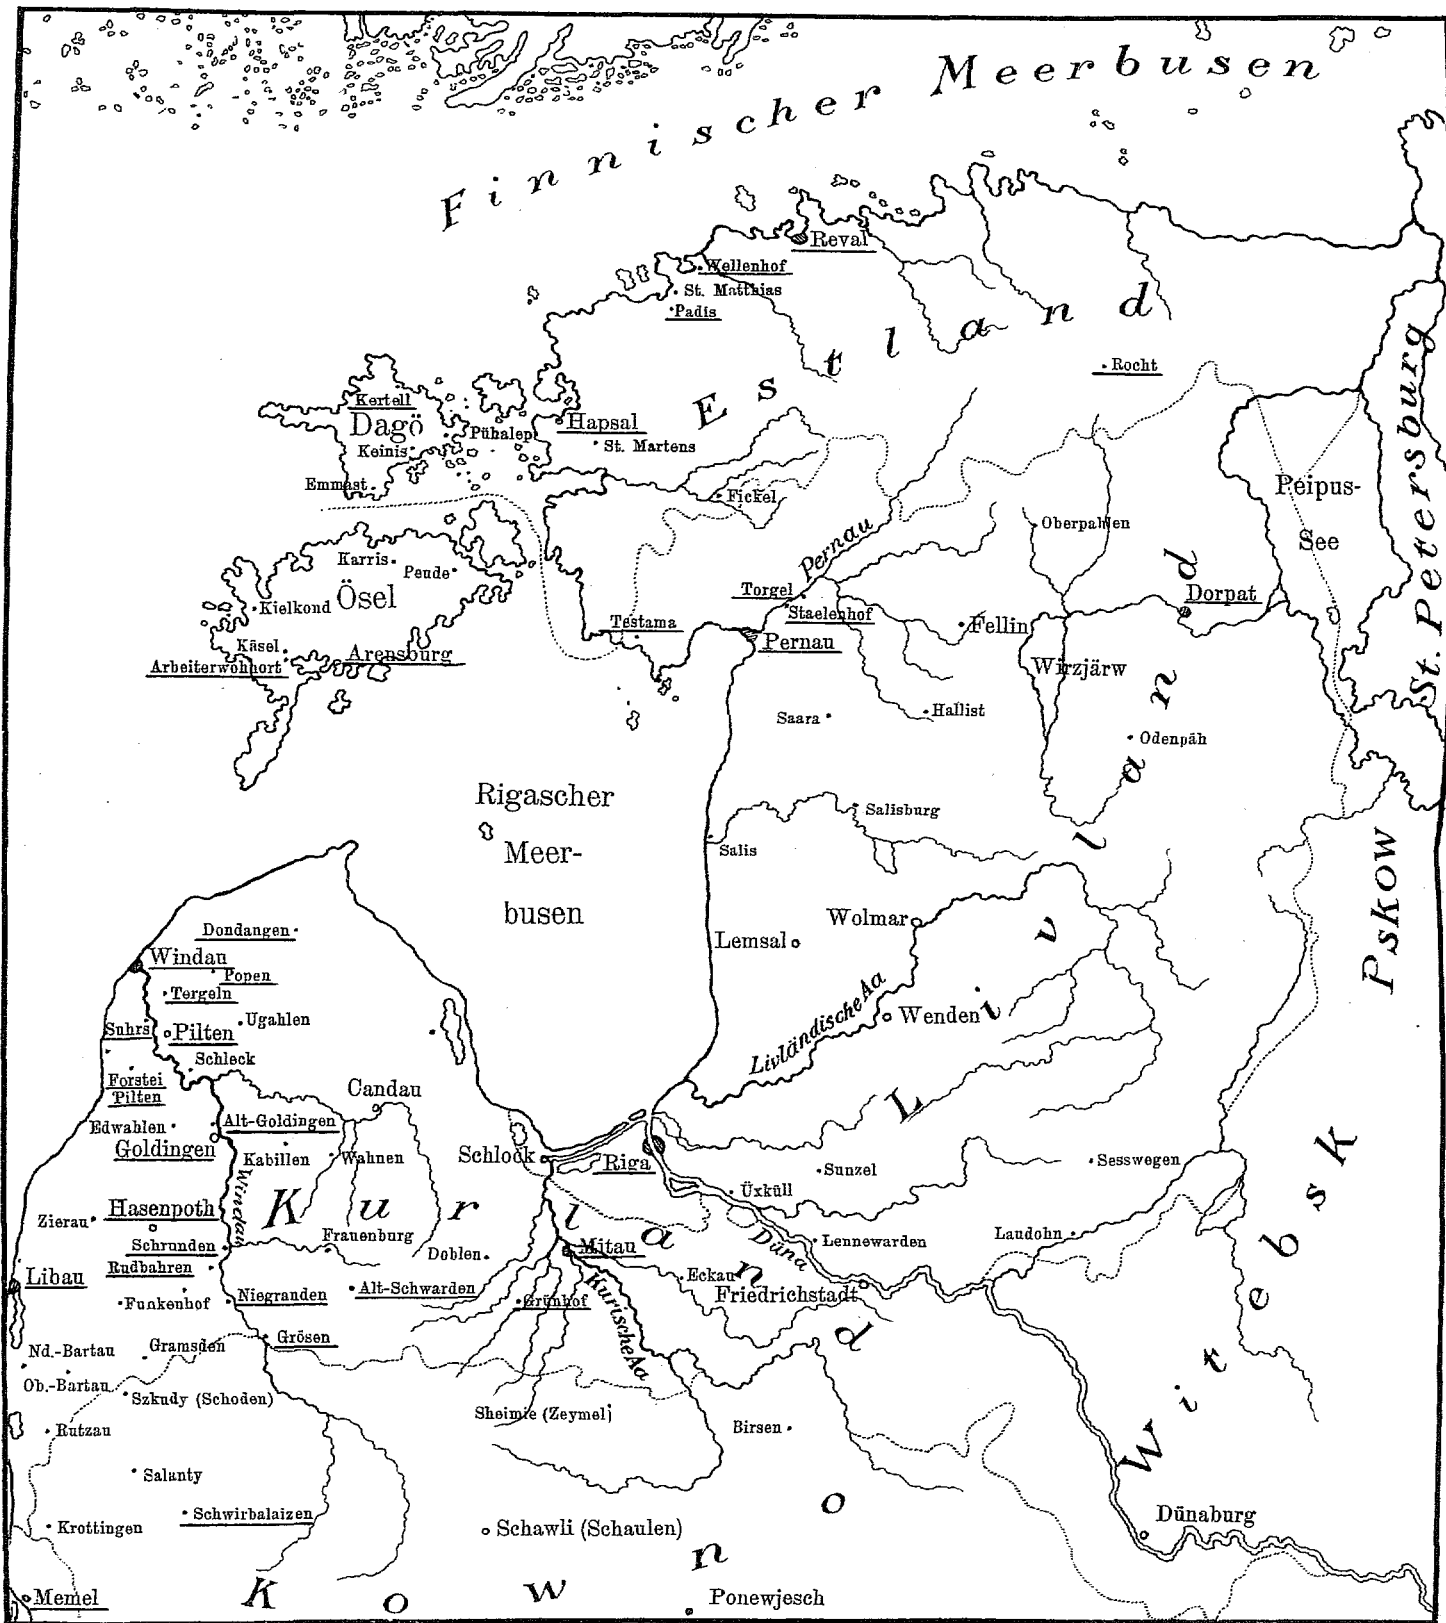 Finnischer Meerbusen
Reval
Wellenhof
St. Matthias
Padis
Estland
Rocht
St. Petersburg
Kertell
Dagö
Pühalep
Keinis
Emmast
Hapsal
St. Martens
Fickel
Peipus-
See
Oberpahlen
Karris
Peude
Ösel
Kielkond
Käsel
Arbeiterwohnort
Arensburg
Pernau
Torgel
Staelenhof
Testama
Pernau
Fellin
Dorpat
Wirzjärw
Saara
Hallist
Odenpäh
Livland
Rigascher
Meer-
busen
Salisburg
Salis
Pskow
Wolmar
Lemsal
Livländische Aa
Wenden
Dondangen
Windau
Popen
Tergeln
Suhrs
Pilten
Ugahlen
Schleck
Forstei
Pilten
Candau
Edwahlen
Alt-Goldingen
Goldingen
Kabillen
Wahnen
Windau
Schlock
Riga
Sunzel
Sesswegen
Üxküll
Kurland
Hasenpoth
Zierau
Schrunden
Frauenburg
Doblen
Mitau
Düna
Lennewarden
Laudohn
Rudbahren
Libau
Funkenhof
Niegranden
Alt-Schwarden
Grünhof
Eckau
Friedrichstadt
Kurische Aa
Witebsk
Grösen
Nd.-Bartau
Gramsden
Ob.-Bartau
Szkudy (Schoden)
Rutzau
Sheimie (Zeymel)
Birsen
Salanty
Schwirbalaizen
Krottingen
Schawli (Schaulen)
Dünaburg
Memel
Kowno
Ponewjesch